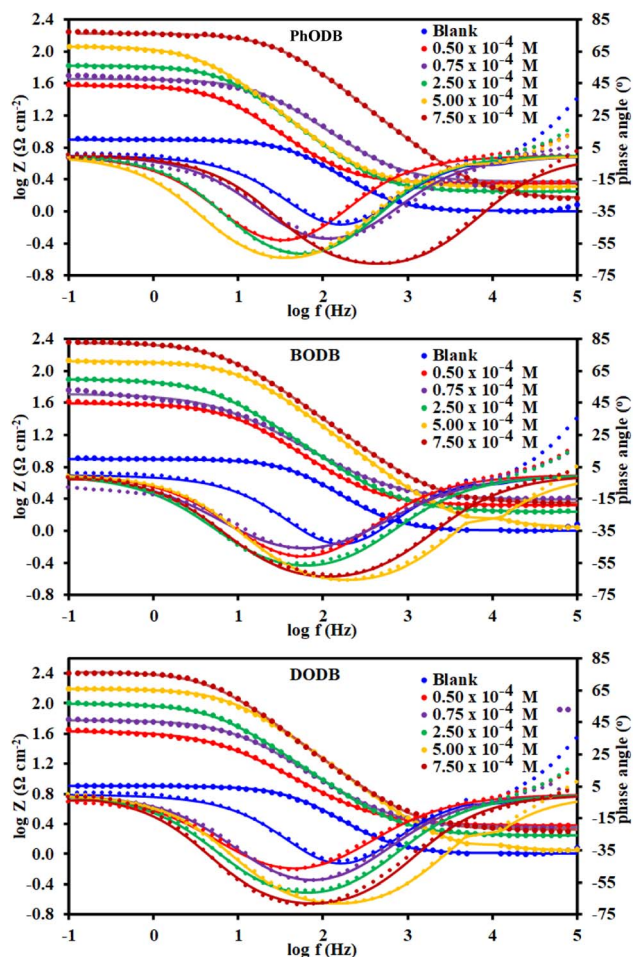 2.4
2.0
1.6
1.2
0.8
0.4
0.0
-0.4
-0.8
log Z (Ω cm⁻²)
PhODB
Blank
0.50 x 10⁻⁴ M
0.75 x 10⁻⁴ M
2.50 x 10⁻⁴ M
5.00 x 10⁻⁴ M
7.50 x 10⁻⁴ M
85
65
45
25
5
-15
-35
-55
-75
phase angle (º)
-1 0 1 2 3 4 5
log f (Hz)
2.4
2.0
1.6
1.2
0.8
0.4
0.0
-0.4
-0.8
log Z (Ω cm⁻²)
BODB
Blank
0.50 x 10⁻⁴ M
0.75 x 10⁻⁴ M
2.50 x 10⁻⁴ M
5.00 x 10⁻⁴ M
7.50 x 10⁻⁴ M
85
65
45
25
5
-15
-35
-55
-75
phase angle (º)
-1 0 1 2 3 4 5
log f (Hz)
2.4
2.0
1.6
1.2
0.8
0.4
0.0
-0.4
-0.8
log Z (Ω cm⁻²)
DODB
Blank
0.50 x 10⁻⁴ M
0.75 x 10⁻⁴ M
2.50 x 10⁻⁴ M
5.00 x 10⁻⁴ M
7.50 x 10⁻⁴ M
85
65
45
25
5
-15
-35
-55
-75
phase angle (º)
-1 0 1 2 3 4 5
log f (Hz)